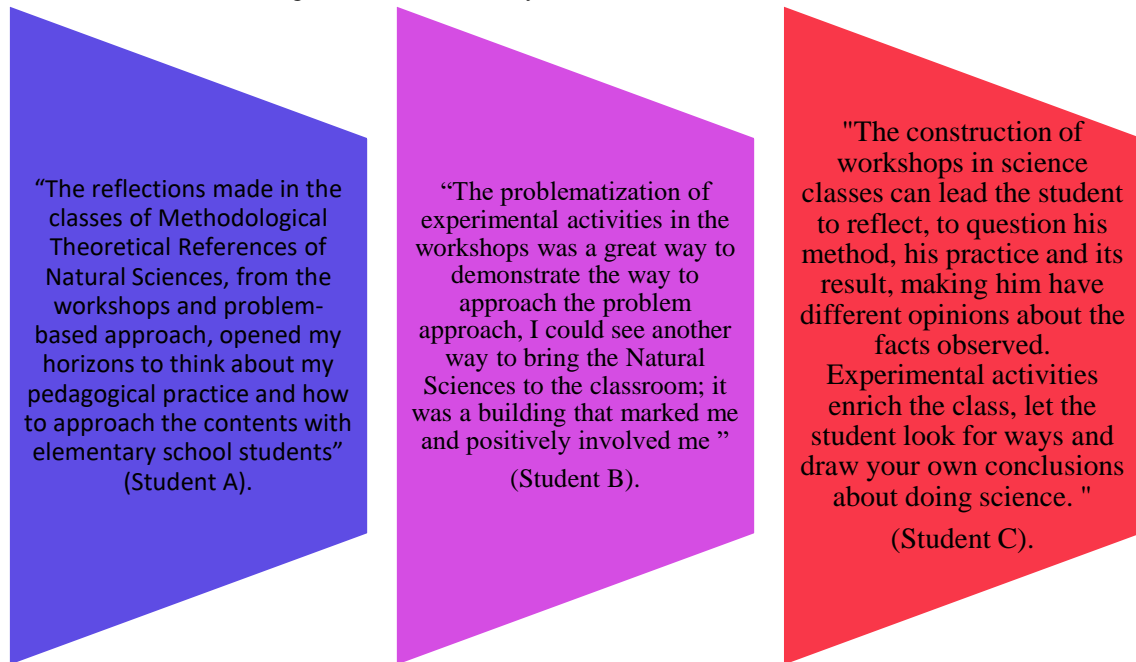 “The reflections made in the
classes of Methodological
Theoretical References of
Natural Sciences, from the
workshops and problem-
based approach, opened my
horizons to think about my
pedagogical practice and how
to approach the contents with
elementary school students”
(Student A).
“The problematization of
experimental activities in the
workshops was a great way to
demonstrate the way to
approach the problem
approach, I could see another
way to bring the Natural
Sciences to the classroom; it
was a building that marked me
and positively involved me ”
(Student B).
"The construction of
workshops in science
classes can lead the student
to reflect, to question his
method, his practice and its
result, making him have
different opinions about the
facts observed.
Experimental activities
enrich the class, let the
student look for ways and
draw your own conclusions
about doing science. "
(Student C).